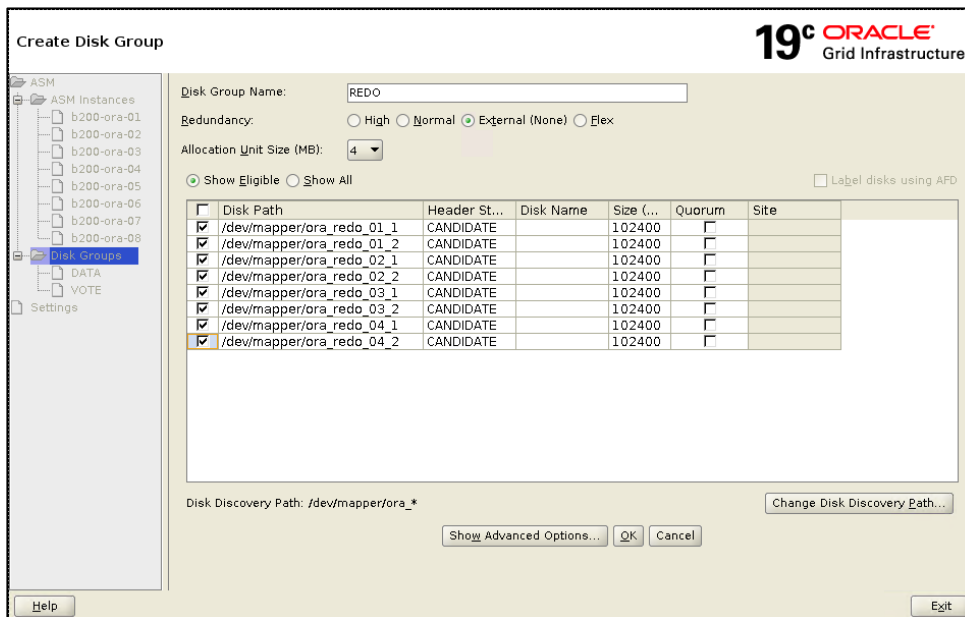 Create Disk Group
19c ORACLE
Grid Infrastructure
ASM
ASM Instances
b200-ora-01
b200-ora-02
b200-ora-03
b200-ora-04
b200-ora-05
b200-ora-06
b200-ora-07
b200-ora-08
Disk Groups
DATA
VOTE
Settings
Disk Group Name: REDO
Redundancy: High Normal External (None) Flex
Allocation Unit Size (MB): 4
Show Eligible Show All Label disks using AFD
Disk Path Header St... Disk Name Size (... Quorum Site
/dev/mapper/ora_redo_01_1 CANDIDATE 102400
/dev/mapper/ora_redo_01_2 CANDIDATE 102400
/dev/mapper/ora_redo_02_1 CANDIDATE 102400
/dev/mapper/ora_redo_02_2 CANDIDATE 102400
/dev/mapper/ora_redo_03_1 CANDIDATE 102400
/dev/mapper/ora_redo_03_2 CANDIDATE 102400
/dev/mapper/ora_redo_04_1 CANDIDATE 102400
/dev/mapper/ora_redo_04_2 CANDIDATE 102400
Disk Discovery Path: /dev/mapper/ora_* Change Disk Discovery Path...
Show Advanced Options... OK Cancel
Help Exit